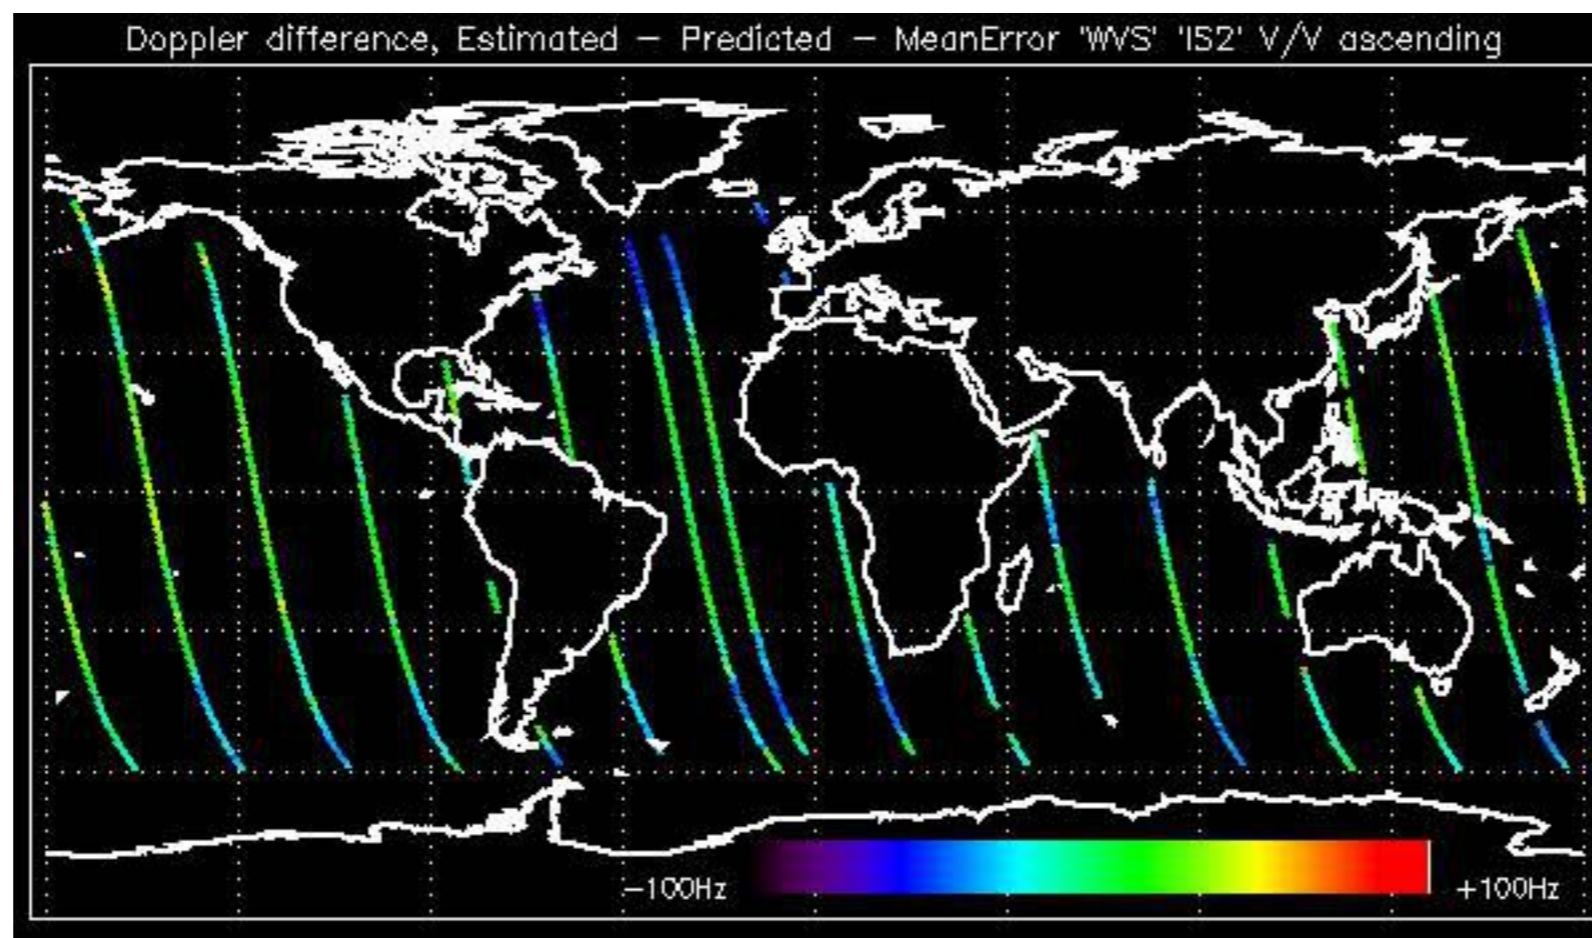 Doppler difference, Estimated – Predicted – MeanError 'WVS' 'IS2' V/V ascending
–100Hz
+100Hz